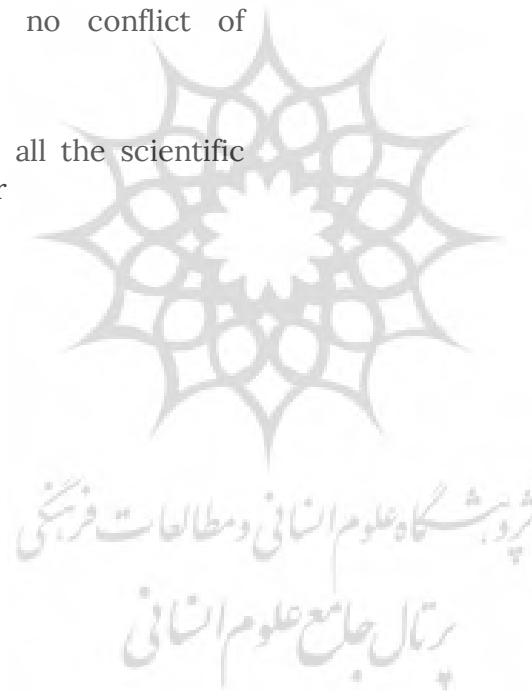 no conflict of
all the scientific
r
پژوهشگاه علوم انسانی و مطالعات فرهنگی
پرتال جامع علوم انسانی